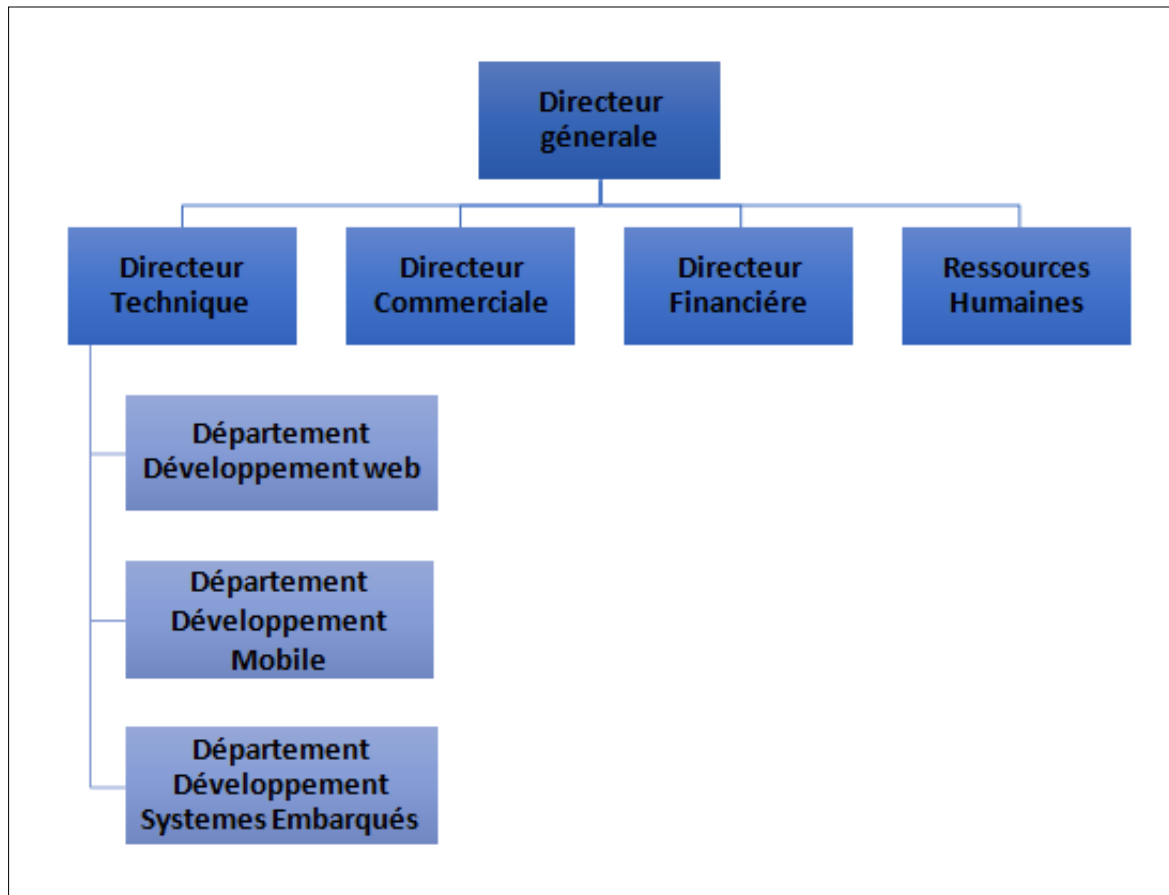 Directeur
génerale
Directeur
Technique
Directeur
Commerciale
Directeur
Financiére
Ressources
Humaines
Département
Développement web
Département
Développement
Mobile
Département
Développement
Systemes Embarqués